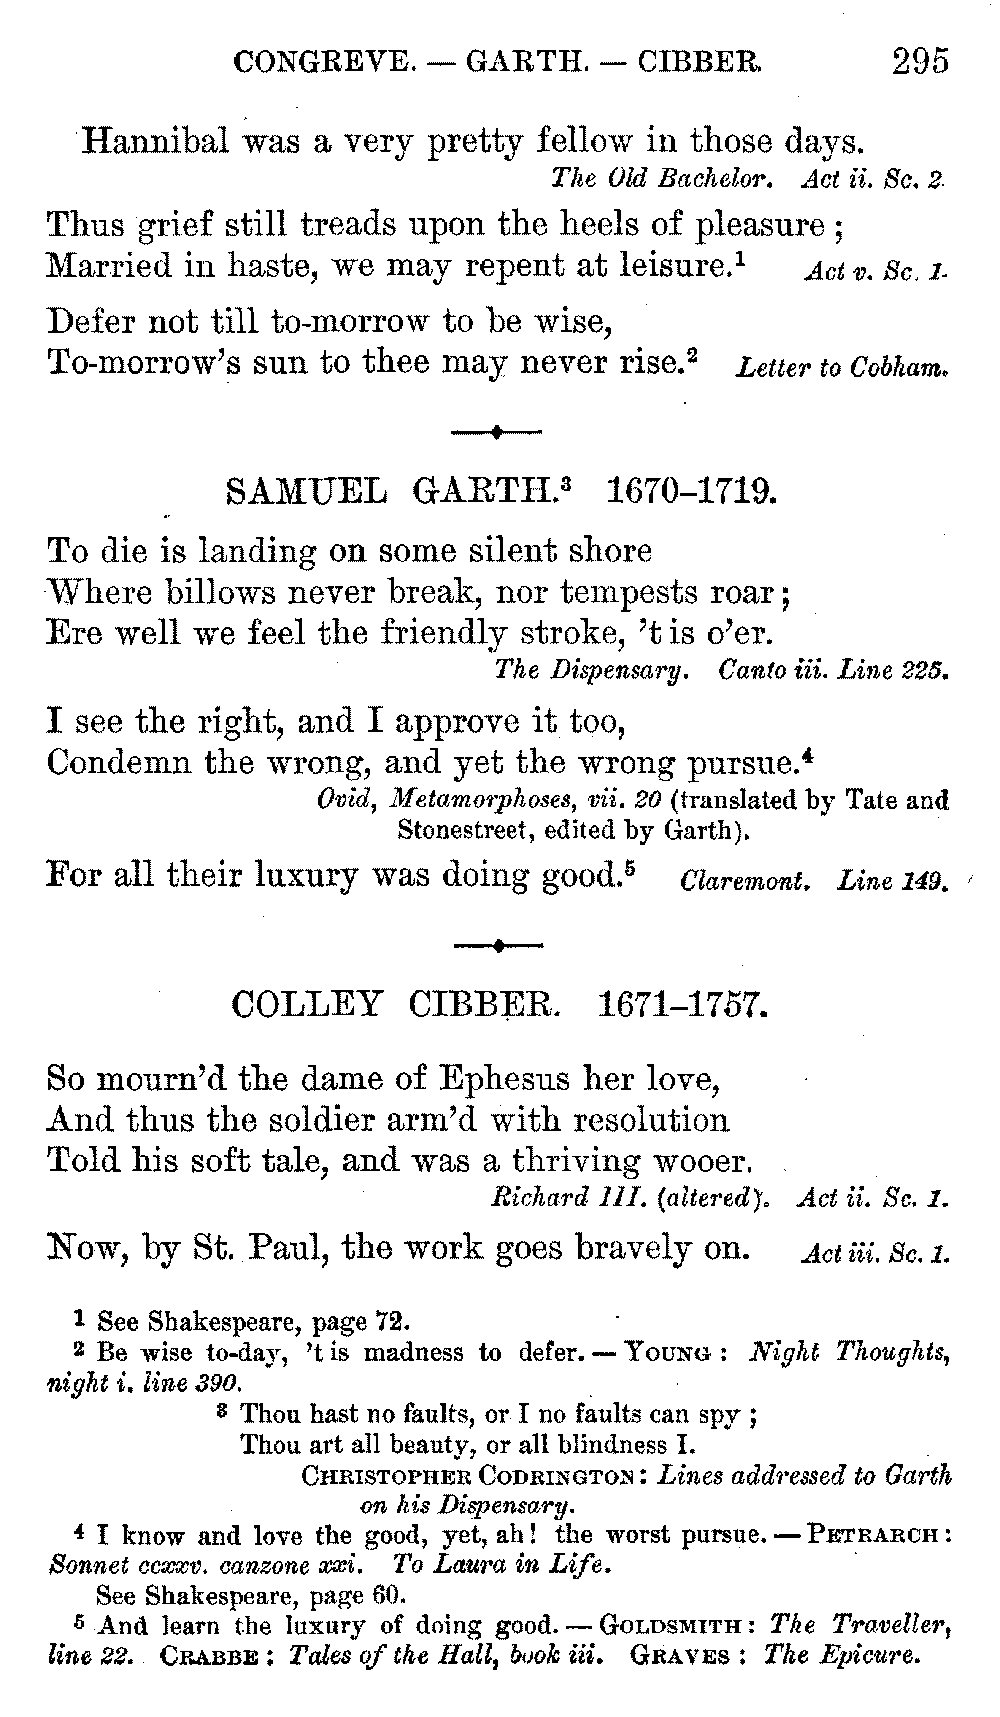 CONGREVE. — GARTH. — CIBBER. 295
Hannibal was a very pretty fellow in those days.
The Old Bachelor. Act ii. Sc. 2.
Thus grief still treads upon the heels of pleasure;
Married in haste, we may repent at leisure.¹ Act v. Sc. 1.
Defer not till to-morrow to be wise,
To-morrow's sun to thee may never rise.² Letter to Cobham.
SAMUEL GARTH.³ 1670–1719.
To die is landing on some silent shore
Where billows never break, nor tempests roar;
Ere well we feel the friendly stroke, 't is o'er.
The Dispensary. Canto iii. Line 225.
I see the right, and I approve it too,
Condemn the wrong, and yet the wrong pursue.⁴
Ovid, Metamorphoses, vii. 20 (translated by Tate and
Stonestreet, edited by Garth).
For all their luxury was doing good.⁵ Claremont. Line 149.
COLLEY CIBBER. 1671–1757.
So mourn'd the dame of Ephesus her love,
And thus the soldier arm'd with resolution
Told his soft tale, and was a thriving wooer.
Richard III. (altered). Act ii. Sc. 1.
Now, by St. Paul, the work goes bravely on. Act iii. Sc. 1.
¹ See Shakespeare, page 72.
² Be wise to-day, 't is madness to defer. — YOUNG: Night Thoughts,
night i. line 390.
³ Thou hast no faults, or I no faults can spy;
Thou art all beauty, or all blindness I.
CHRISTOPHER CODRINGTON: Lines addressed to Garth
on his Dispensary.
⁴ I know and love the good, yet, ah! the worst pursue. — PETRARCH:
Sonnet ccxxv. canzone xxi. To Laura in Life.
See Shakespeare, page 60.
⁵ And learn the luxury of doing good. — GOLDSMITH: The Traveller,
line 22. CRABBE: Tales of the Hall, book iii. GRAVES: The Epicure.